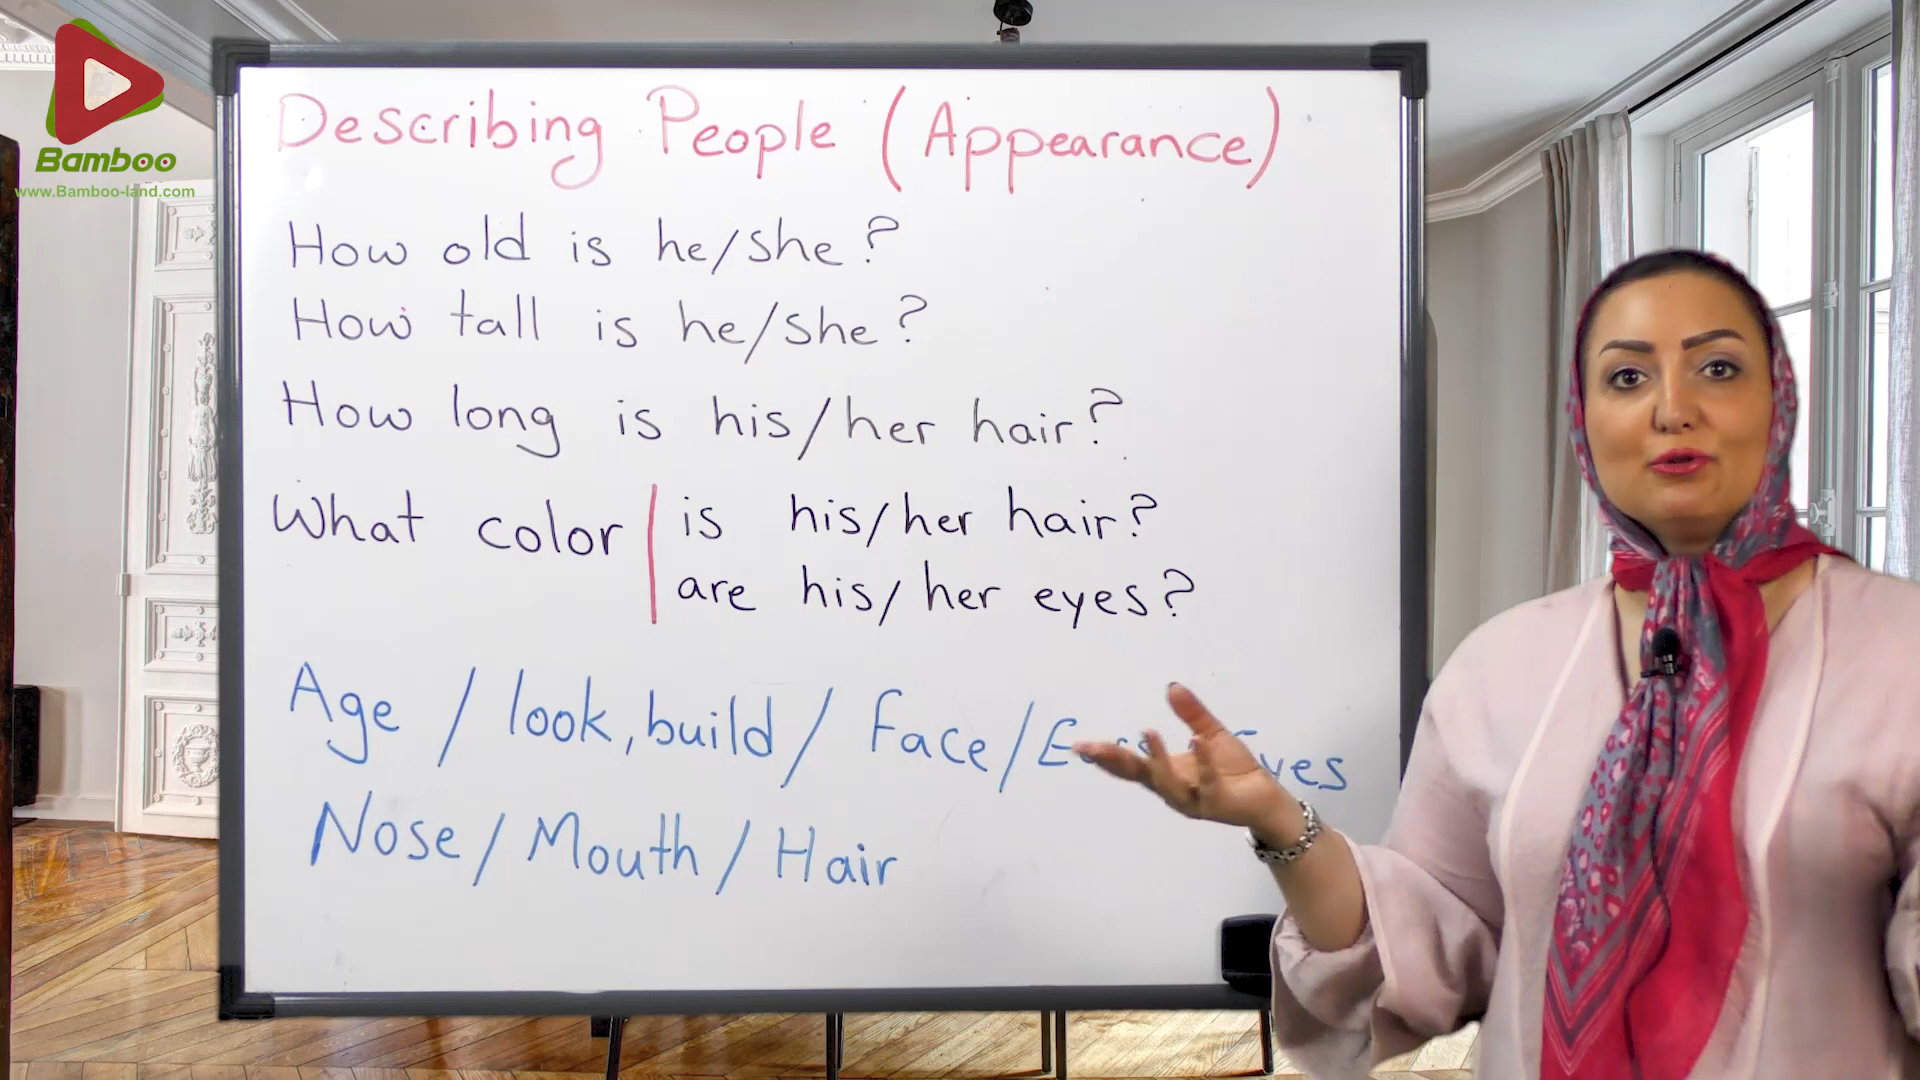 Bamboo
www.Bamboo-land.com
Describing People (Appearance)
How old is he/she?
How tall is he/she?
How long is his/her hair?
What color | is his/her hair?
are his/her eyes?
Age / look, build / Face /
Nose / Mouth / Hair